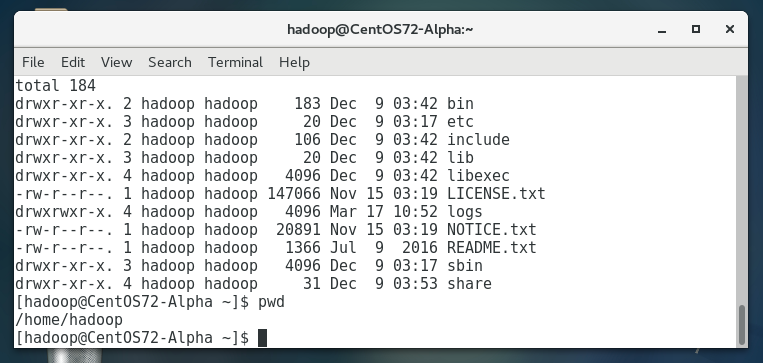 hadoop@CentOS72-Alpha:~
File Edit View Search Terminal Help
total 184
drwxr-xr-x. 2 hadoop hadoop    183 Dec  9 03:42 bin
drwxr-xr-x. 3 hadoop hadoop     20 Dec  9 03:17 etc
drwxr-xr-x. 2 hadoop hadoop    106 Dec  9 03:42 include
drwxr-xr-x. 3 hadoop hadoop     20 Dec  9 03:42 lib
drwxr-xr-x. 4 hadoop hadoop   4096 Dec  9 03:42 libexec
-rw-r--r--. 1 hadoop hadoop 147066 Nov 15 03:19 LICENSE.txt
drwxrwxr-x. 4 hadoop hadoop   4096 Mar 17 10:52 logs
-rw-r--r--. 1 hadoop hadoop  20891 Nov 15 03:19 NOTICE.txt
-rw-r--r--. 1 hadoop hadoop   1366 Jul  9  2016 README.txt
drwxr-xr-x. 3 hadoop hadoop   4096 Dec  9 03:17 sbin
drwxr-xr-x. 4 hadoop hadoop     31 Dec  9 03:53 share
[hadoop@CentOS72-Alpha ~]$ pwd
/home/hadoop
[hadoop@CentOS72-Alpha ~]$